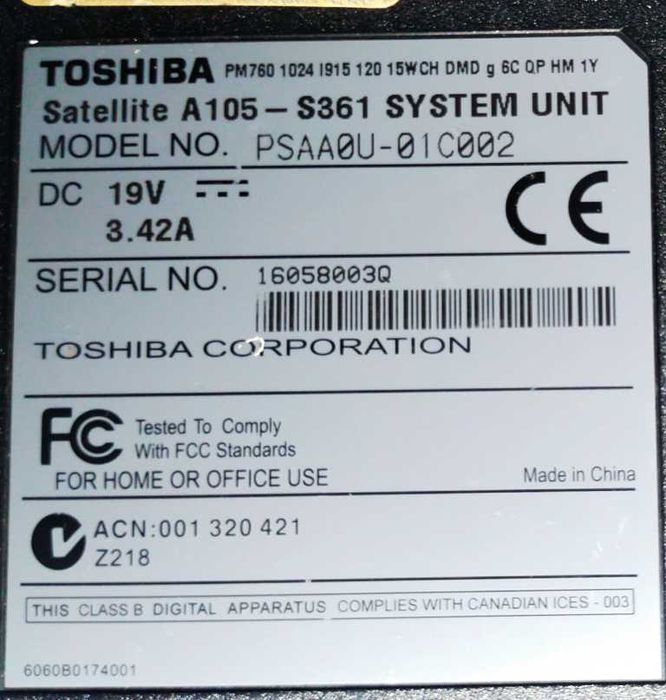 TOSHIBA PM760 1024 I915 120 15WCH DMD g 6C QP HM 1Y
Satellite A105-S361 SYSTEM UNIT
MODEL NO. PSAA0U-01C002
DC 19V
3.42A
CE
SERIAL NO. 16058003Q
TOSHIBA CORPORATION
FC Tested To Comply
With FCC Standards
FOR HOME OR OFFICE USE Made in China
ACN:001 320 421
Z218
THIS CLASS B DIGITAL APPARATUS COMPLIES WITH CANADIAN ICES-003
6060B0174001